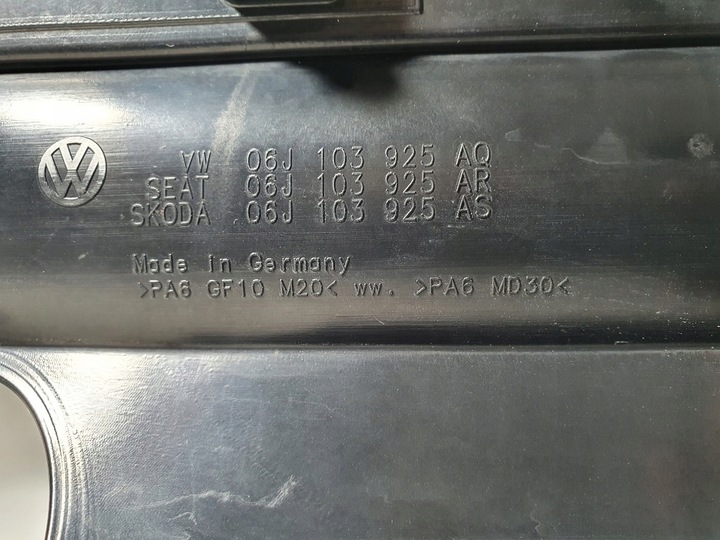 VW 06J 103 925 AQ
SEAT 06J 103 925 AR
SKODA 06J 103 925 AS
Made in Germany
>PA6 GF10 M20< ww. >PA6 MD30<